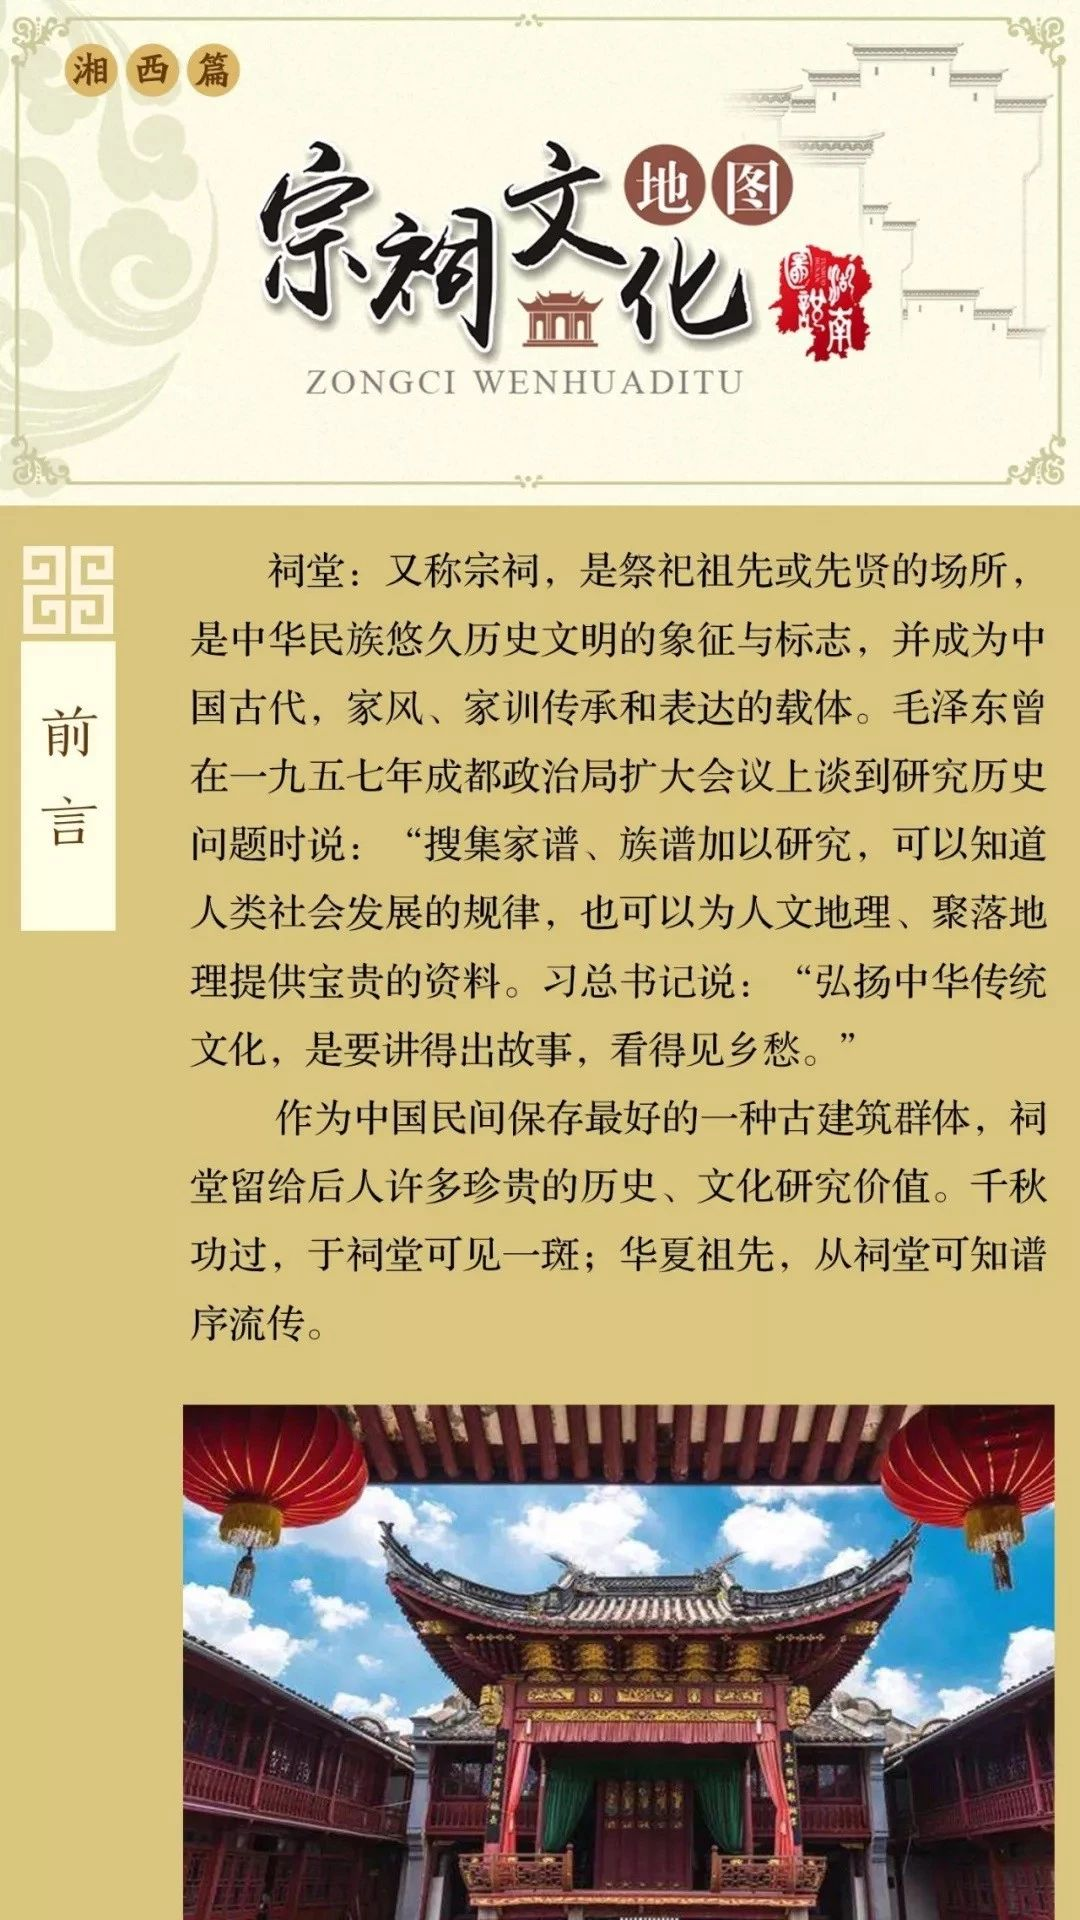 湘西篇
宗祠文化地图
图说湖南
ZONGCI WENHUADITU
前言
祠堂：又称宗祠，是祭祀祖先或先贤的场所，
是中华民族悠久历史文明的象征与标志，并成为中
国古代，家风、家训传承和表达的载体。毛泽东曾
在一九五七年成都政治局扩大会议上谈到研究历史
问题时说：“搜集家谱、族谱加以研究，可以知道
人类社会发展的规律，也可以为人文地理、聚落地
理提供宝贵的资料。习总书记说：“弘扬中华传统
文化，是要讲得出故事，看得见乡愁。”
作为中国民间保存最好的一种古建筑群体，祠
堂留给后人许多珍贵的历史、文化研究价值。千秋
功过，于祠堂可见一斑；华夏祖先，从祠堂可知谱
序流传。